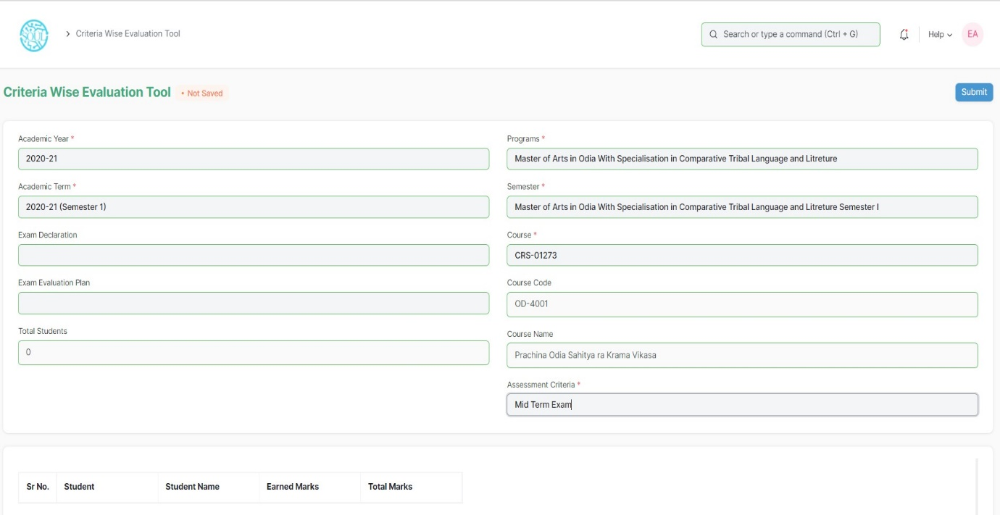 SOUL
Criteria Wise Evaluation Tool
Search or type a command (Ctrl + G)
Help
EA
Criteria Wise Evaluation Tool
• Not Saved
Submit
Academic Year *
2020-21
Academic Term *
2020-21 (Semester 1)
Exam Declaration
Exam Evaluation Plan
Total Students
0
Programs *
Master of Arts in Odia With Specialisation in Comparative Tribal Language and Litreture
Semester *
Master of Arts in Odia With Specialisation in Comparative Tribal Language and Litreture Semester I
Course *
CRS-01273
Course Code
OD-4001
Course Name
Prachina Odia Sahitya ra Krama Vikasa
Assessment Criteria *
Mid Term Exam
Sr No. Student Student Name Earned Marks Total Marks